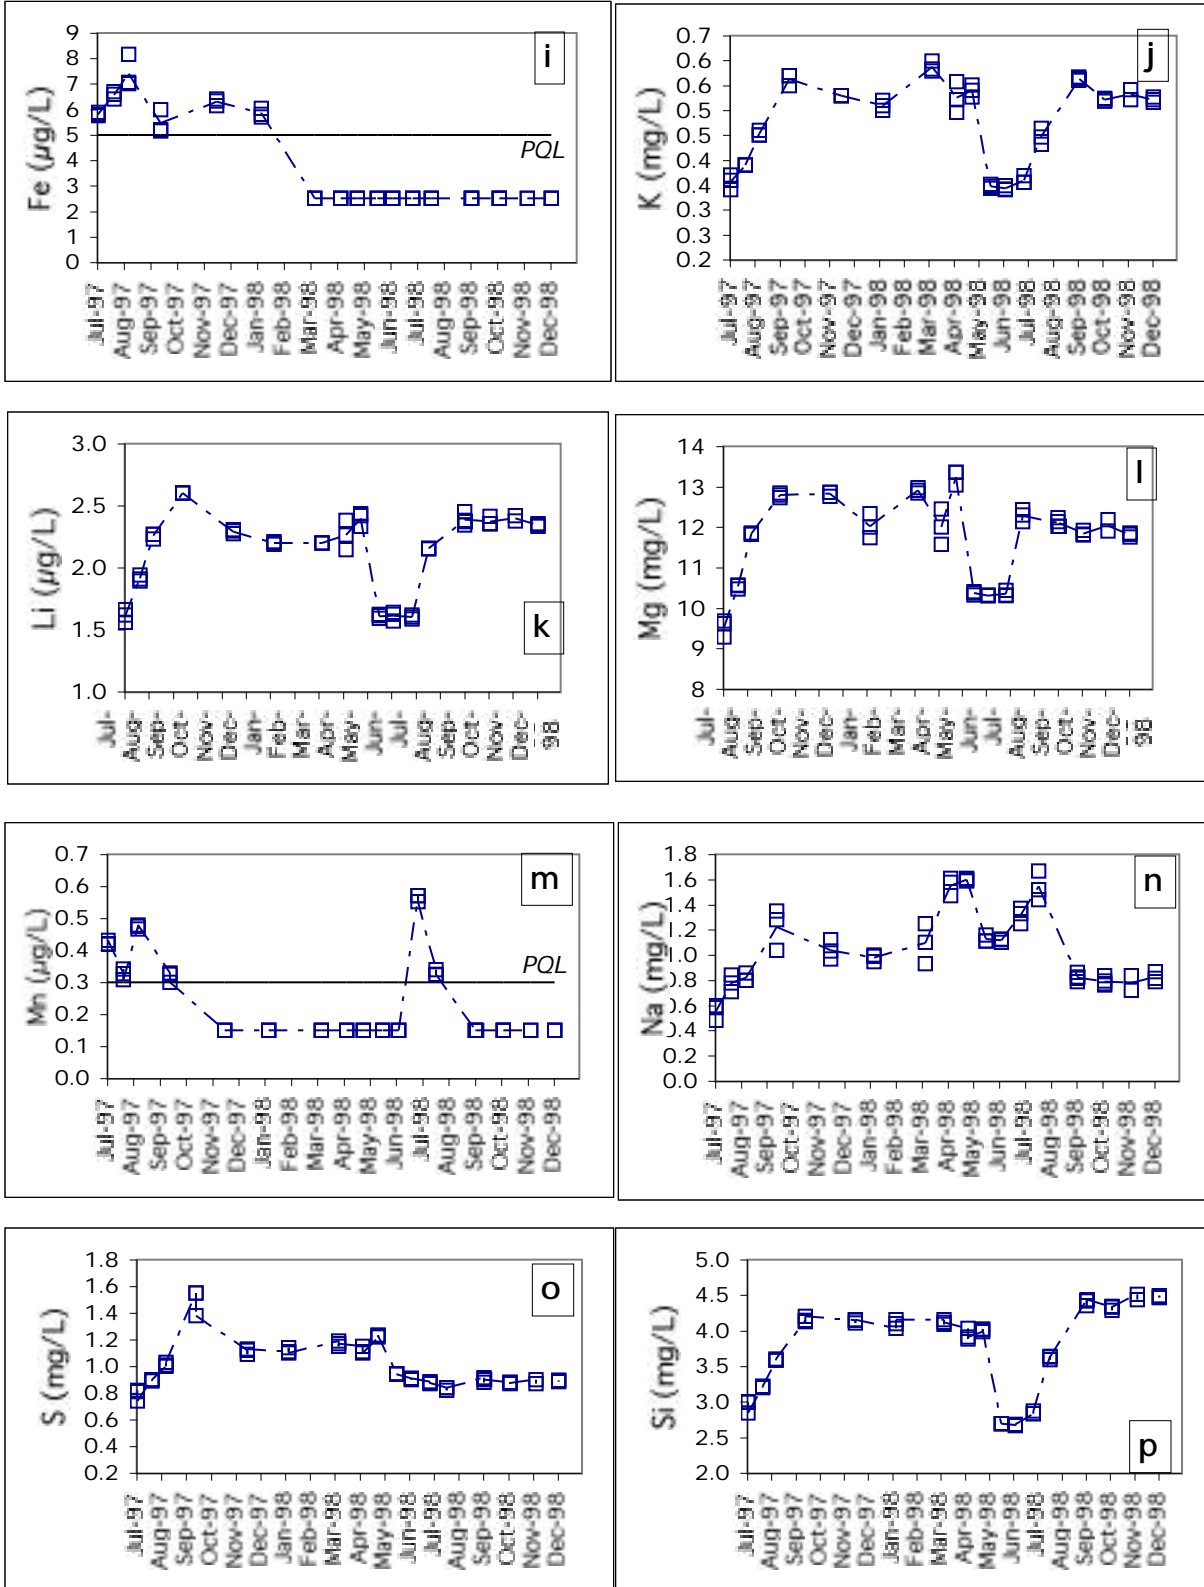 i
Fe (µg/L)
9
8
7
6
5
4
3
2
1
0
PQL
Jul-97
Aug-97
Sep-97
Oct-97
Nov-97
Dec-97
Jan-98
Feb-98
Mar-98
Apr-98
May-98
Jun-98
Jul-98
Aug-98
Sep-98
Oct-98
Nov-98
Dec-98
j
K (mg/L)
0.7
0.6
0.6
0.5
0.5
0.4
0.4
0.3
0.3
0.2
Jul-97
Aug-97
Sep-97
Oct-97
Nov-97
Dec-97
Jan-98
Feb-98
Mar-98
Apr-98
May-98
Jun-98
Jul-98
Aug-98
Sep-98
Oct-98
Nov-98
Dec-98
k
Li (µg/L)
3.0
2.5
2.0
1.5
1.0
Jul-
Aug-
Sep-
Oct-
Nov-
Dec-
Jan-
Feb-
Mar-
Apr-
May-
Jun-
Jul-
Aug-
Sep-
Oct-
Nov-
Dec-
98
l
Mg (mg/L)
14
13
12
11
10
9
8
Jul-
Aug-
Sep-
Oct-
Nov-
Dec-
Jan-
Feb-
Mar-
Apr-
May-
Jun-
Jul-
Aug-
Sep-
Oct-
Nov-
Dec-
98
m
Mn (µg/L)
0.7
0.6
0.5
0.4
0.3
0.2
0.1
0.0
PQL
Jul-97
Aug-97
Sep-97
Oct-97
Nov-97
Dec-97
Jan-98
Feb-98
Mar-98
Apr-98
May-98
Jun-98
Jul-98
Aug-98
Sep-98
Oct-98
Nov-98
Dec-98
n
Na (mg/L)
1.8
1.6
1.4
1.2
1.0
0.8
0.6
0.4
0.2
0.0
Jul-97
Aug-97
Sep-97
Oct-97
Nov-97
Dec-97
Jan-98
Feb-98
Mar-98
Apr-98
May-98
Jun-98
Jul-98
Aug-98
Sep-98
Oct-98
Nov-98
Dec-98
o
S (mg/L)
1.8
1.6
1.4
1.2
1.0
0.8
0.6
0.4
0.2
Jul-97
Aug-97
Sep-97
Oct-97
Nov-97
Dec-97
Jan-98
Feb-98
Mar-98
Apr-98
May-98
Jun-98
Jul-98
Aug-98
Sep-98
Oct-98
Nov-98
Dec-98
p
Si (mg/L)
5.0
4.5
4.0
3.5
3.0
2.5
2.0
Jul-97
Aug-97
Sep-97
Oct-97
Nov-97
Dec-97
Jan-98
Feb-98
Mar-98
Apr-98
May-98
Jun-98
Jul-98
Aug-98
Sep-98
Oct-98
Nov-98
Dec-98